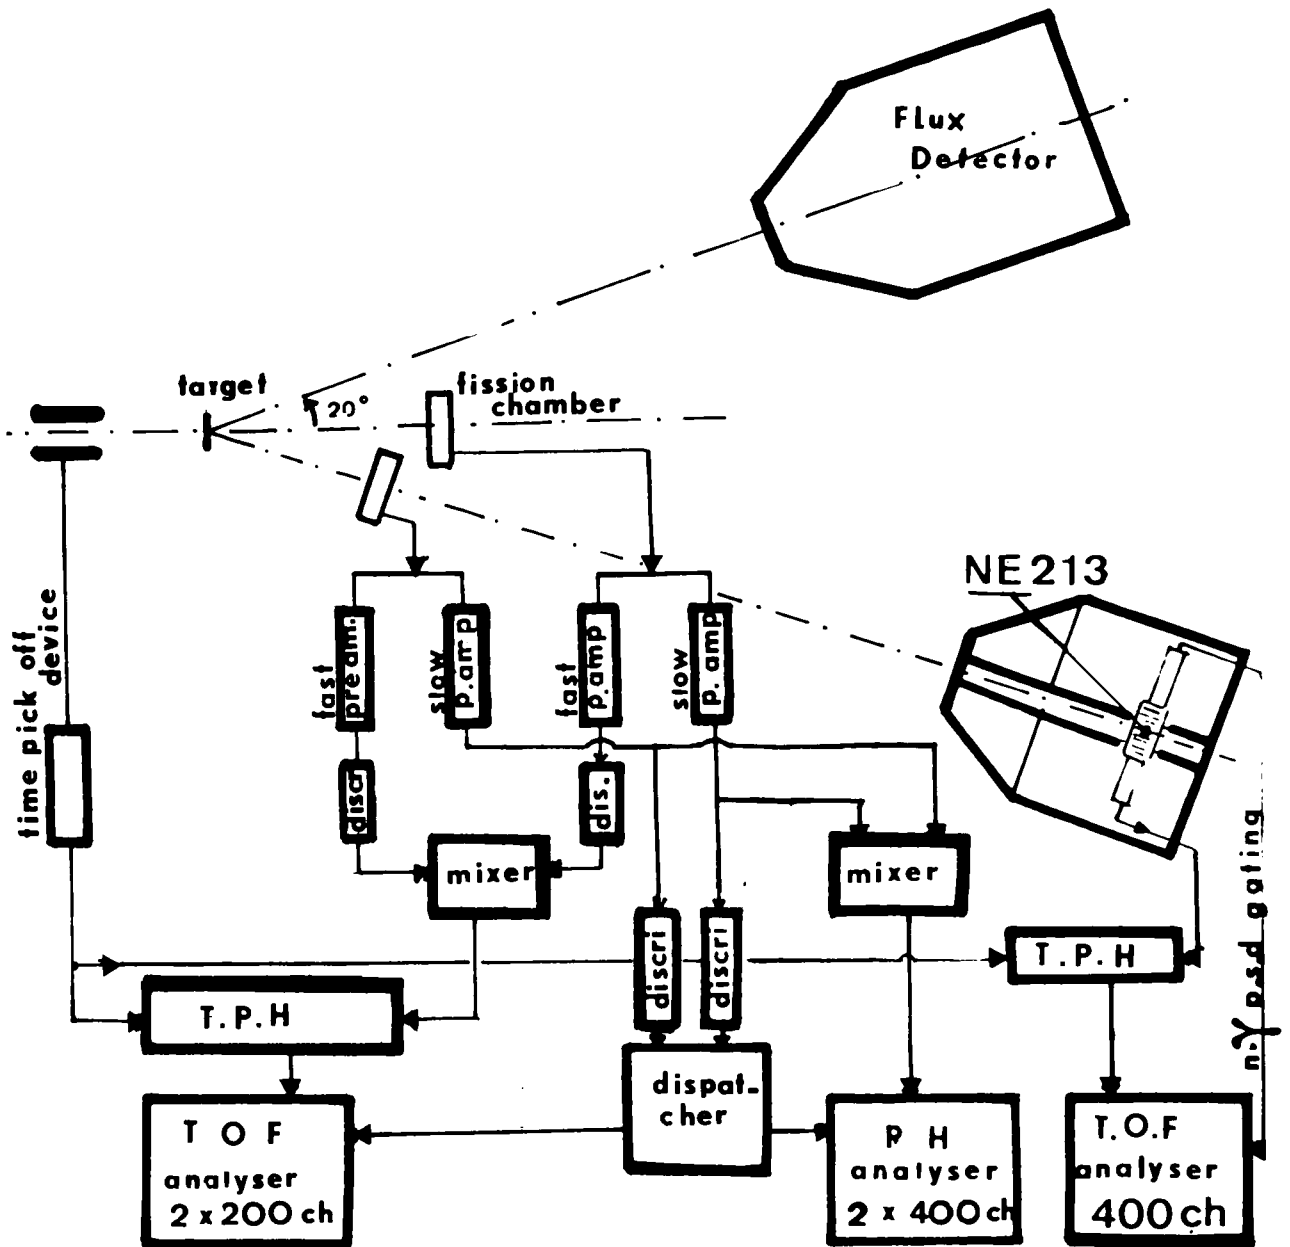 Flux
Detector
target
20°
fission
chamber
NE213
time pick off
device
fast
pream.
slow
p.amp
fast
p.amp
slow
p.amp
discr
dis.
mixer
mixer
discri
discri
T.P.H
T.P.H
n.γ p.s.d gating
T O F
analyser
2 x 200 ch
dispat-
cher
P H
analyser
2 x 400 ch
T.O.F
analyser
400 ch